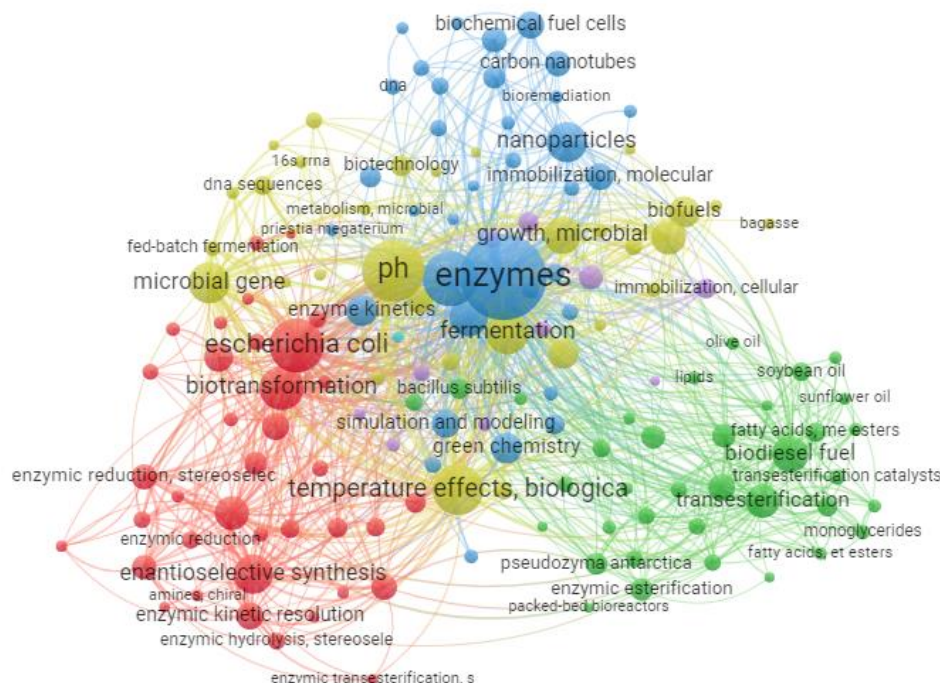 biochemical fuel cells
carbon nanotubes
dna
bioremediation
nanoparticles
16s rrna
biotechnology
immobilization, molecular
dna sequences
metabolism, microbial
biofuels
priestia megaterium
growth, microbial
bagasse
fed-batch fermentation
ph
enzymes
microbial gene
immobilization, cellular
enzyme kinetics
fermentation
escherichia coli
olive oil
biotransformation
bacillus subtilis
lipids
soybean oil
sunflower oil
simulation and modeling
fatty acids, me esters
green chemistry
biodiesel fuel
enzymic reduction, stereoselec
transesterification catalysts
temperature effects, biologica
transesterification
enzymic reduction
monoglycerides
fatty acids, et esters
enantioselective synthesis
pseudozyma antarctica
amines, chiral
enzymic esterification
enzymic kinetic resolution
packed-bed bioreactors
enzymic hydrolysis, stereosele
enzymic transesterification, s